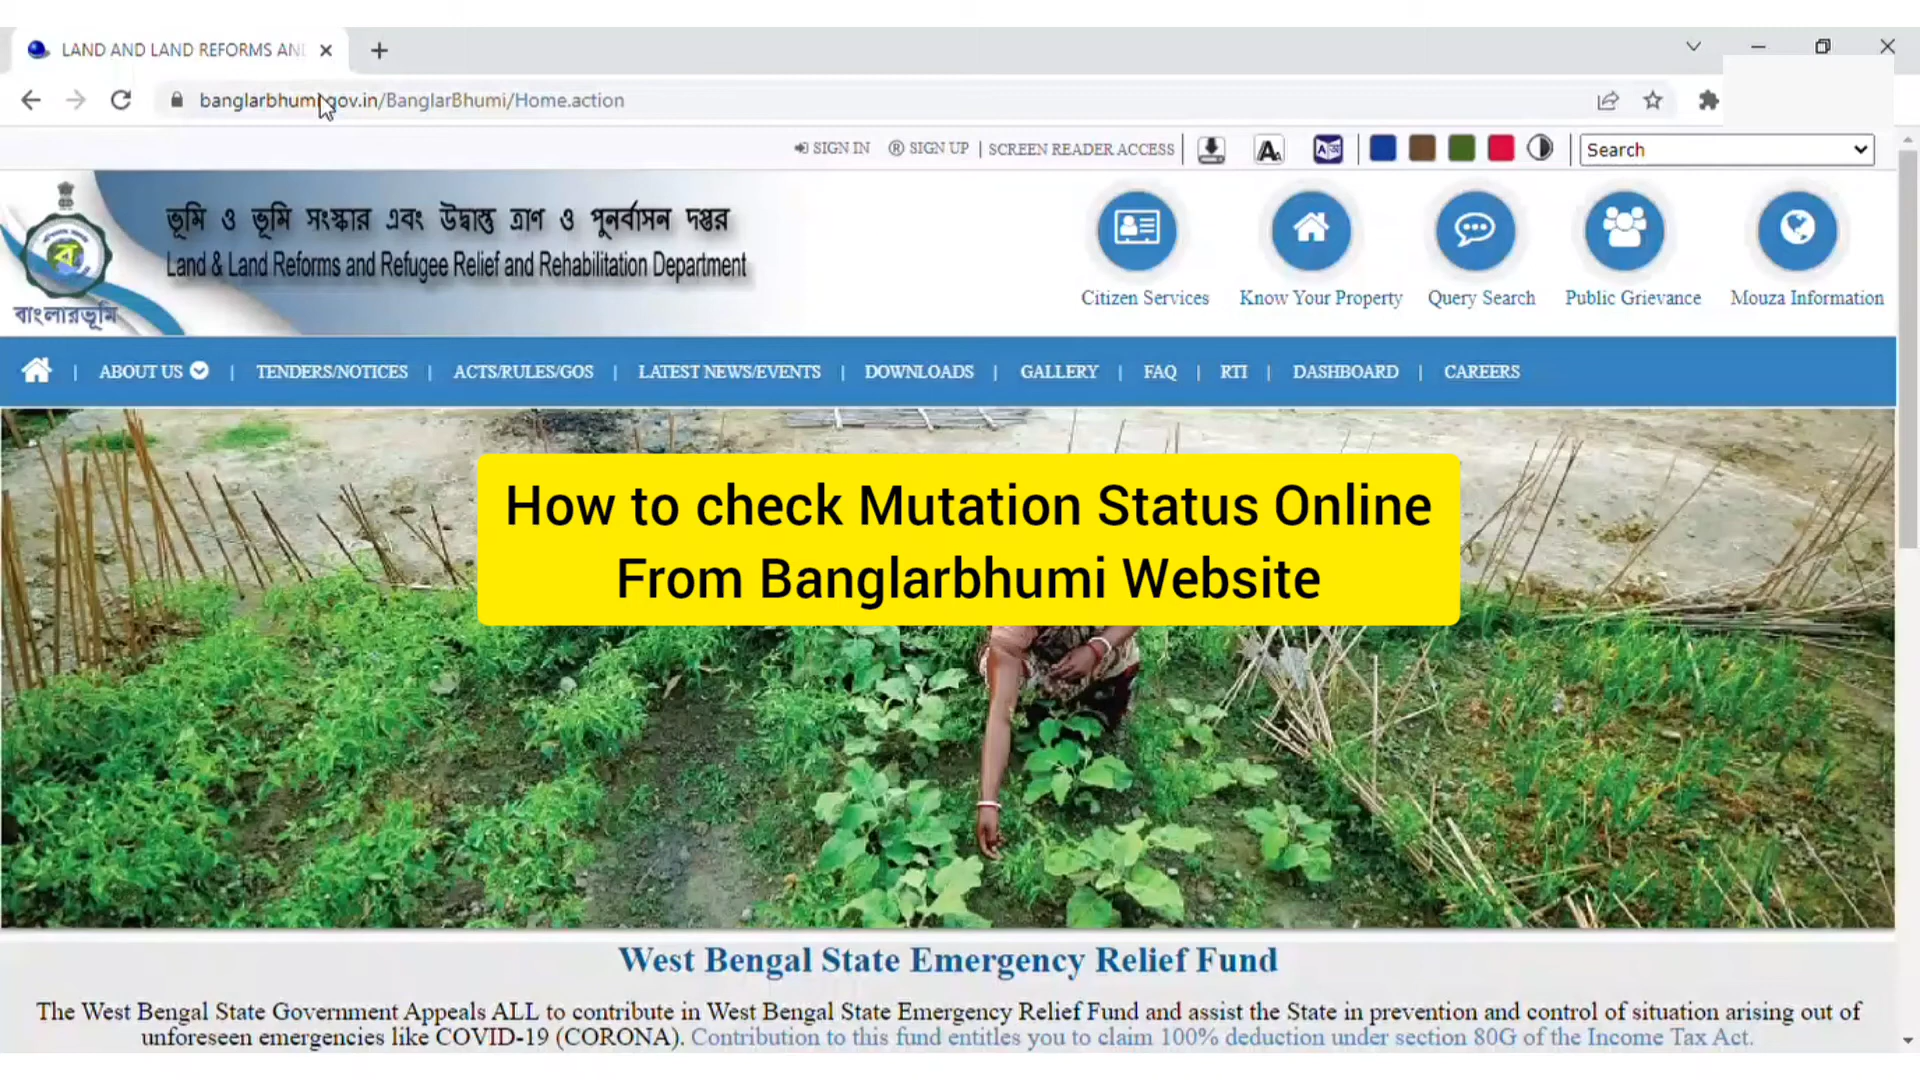 LAND AND LAND REFORMS AN
banglarbhumi.gov.in/BanglarBhumi/Home.action
SIGN IN ® SIGN UP | SCREEN READER ACCESS
Search
ভূমি ও ভূমি সংস্কার এবং উদ্বাস্তু ত্রাণ ও পুনর্বাসন দপ্তর
Land & Land Reforms and Refugee Relief and Rehabilitation Department
বাংলারভূমি
Citizen Services Know Your Property Query Search Public Grievance Mouza Information
ABOUT US | TENDERS/NOTICES | ACTS/RULES/GOS | LATEST NEWS/EVENTS | DOWNLOADS | GALLERY | FAQ | RTI | DASHBOARD | CAREERS
How to check Mutation Status Online
From Banglarbhumi Website
West Bengal State Emergency Relief Fund
The West Bengal State Government Appeals ALL to contribute in West Bengal State Emergency Relief Fund and assist the State in prevention and control of situation arising out of
unforeseen emergencies like COVID-19 (CORONA). Contribution to this fund entitles you to claim 100% deduction under section 80G of the Income Tax Act.